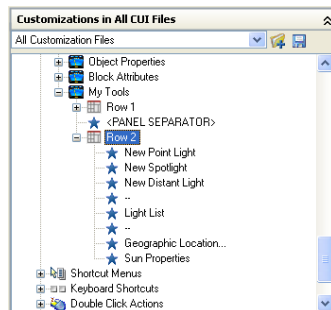 Customizations in All CUI Files
All Customization Files
Object Properties
Block Attributes
My Tools
Row 1
<PANEL SEPARATOR>
Row 2
New Point Light
New Spotlight
New Distant Light
--
Light List
--
Geographic Location...
Sun Properties
Shortcut Menus
Keyboard Shortcuts
Double Click Actions